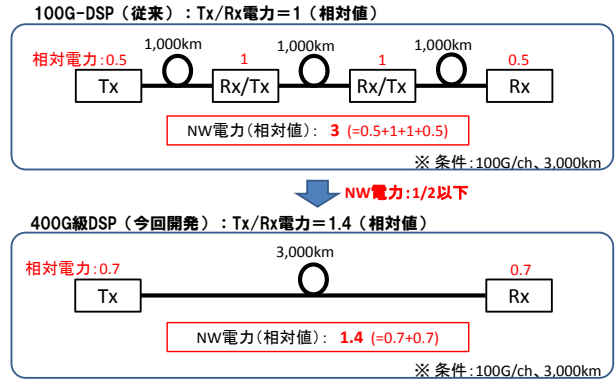 100G-DSP（従来）：Tx/Rx電力＝1（相対値）
1,000km 1,000km 1,000km
相対電力：0.5 1 1 0.5
Tx Rx/Tx Rx/Tx Rx
NW電力（相対値）： 3 (=0.5+1+1+0.5)
※ 条件：100G/ch、3,000km
NW電力：1/2以下
400G級DSP（今回開発）：Tx/Rx電力＝1.4（相対値）
3,000km
相対電力：0.7 0.7
Tx Rx
NW電力（相対値）： 1.4 (=0.7+0.7)
※ 条件：100G/ch、3,000km